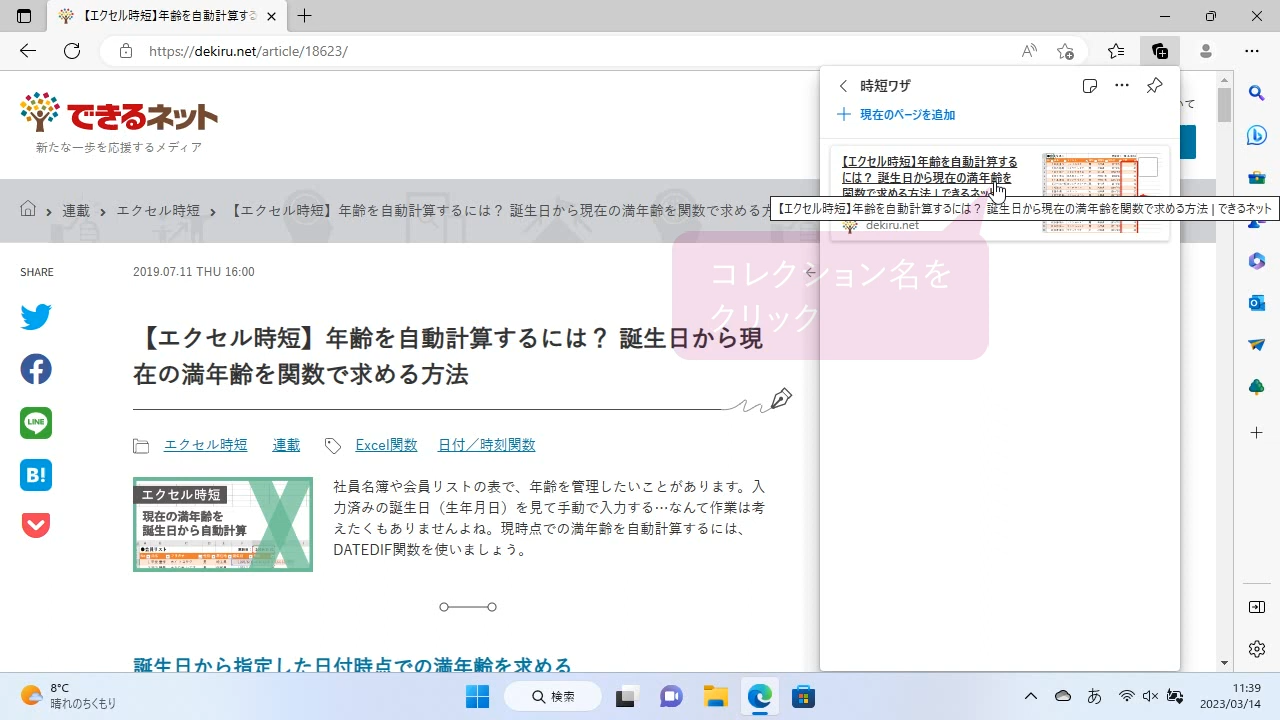 【エクセル時短】年齢を自動計算する
https://dekiru.net/article/18623/
できるネット
新たな一歩を応援するメディア
連載 > エクセル時短 > 【エクセル時短】年齢を自動計算するには？ 誕生日から現在の満年齢を関数で求める方
SHARE
2019.07.11 THU 16:00
【エクセル時短】年齢を自動計算するには？ 誕生日から現
在の満年齢を関数で求める方法
エクセル時短 連載 Excel関数 日付／時刻関数
LINE
B!
エクセル時短
現在の満年齢を
誕生日から自動計算
●会員リスト
社員名簿や会員リストの表で、年齢を管理したいことがあります。入
力済みの誕生日（生年月日）を見て手動で入力する…なんて作業は考
えたくもありませんよね。現時点での満年齢を自動計算するには、
DATEDIF関数を使いましょう。
誕生日から指定した日付時点での満年齢を求める
時短ワザ
現在のページを追加
いて
【エクセル時短】年齢を自動計算する
には？ 誕生日から現在の満年齢を
関数で求める方法 | できるネット
【エクセル時短】年齢を自動計算するには？ 誕生日から現在の満年齢を関数で求める方法 | できるネット
dekiru.net
コレクション名を
クリック
8°C
晴れのちくもり
検索
あ
11:39
2023/03/14